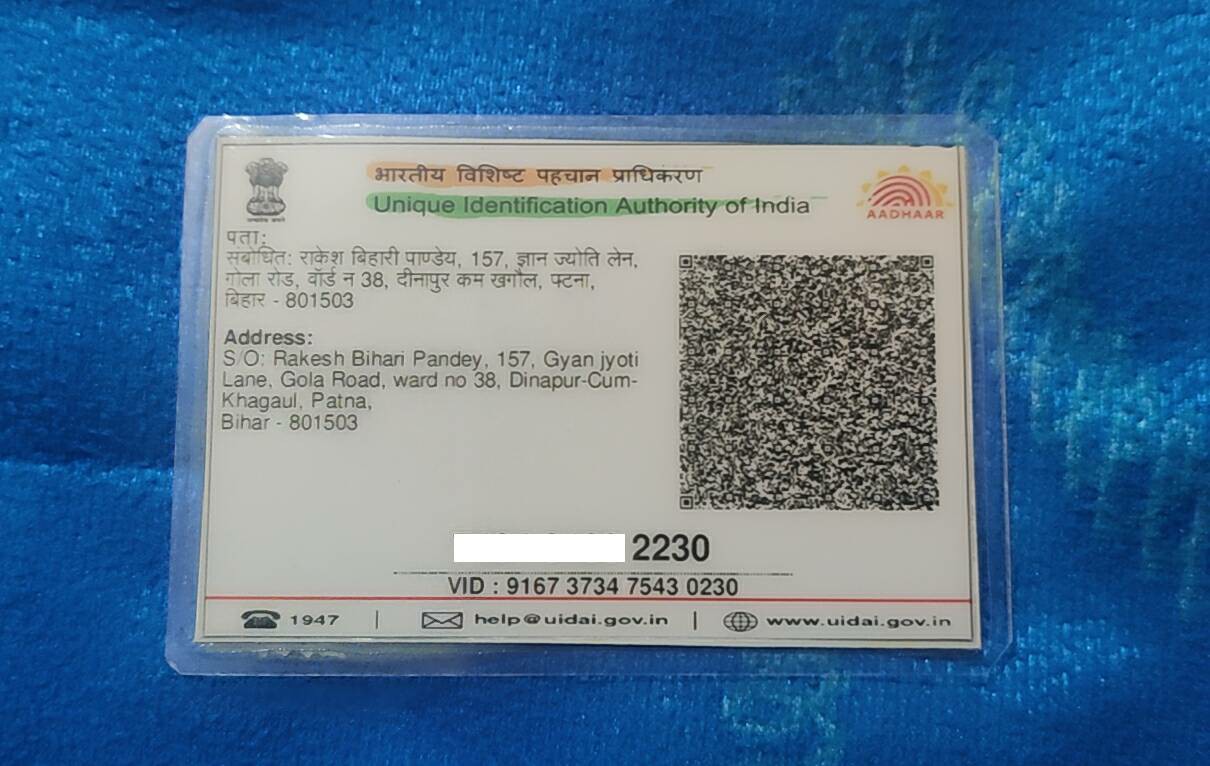 भारतीय विशिष्ट पहचान प्राधिकरण
Unique Identification Authority of India
AADHAAR
पता:
संबोधित: राकेश बिहारी पाण्डेय, 157, ज्ञान ज्योति लेन,
गोला रोड, वॉर्ड न 38, दीनापुर कम खगौल, पटना,
बिहार - 801503
Address:
S/O: Rakesh Bihari Pandey, 157, Gyan jyoti
Lane, Gola Road, ward no 38, Dinapur-Cum-
Khagaul, Patna,
Bihar - 801503
2230
VID : 9167 3734 7543 0230
1947 | help@uidai.gov.in | www.uidai.gov.in